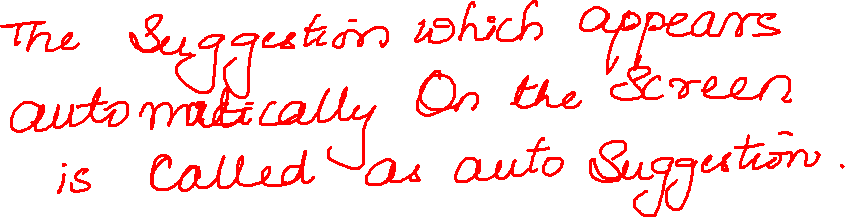 The Suggestion which appears
automatically On the Screen
is Called as auto Suggestion.